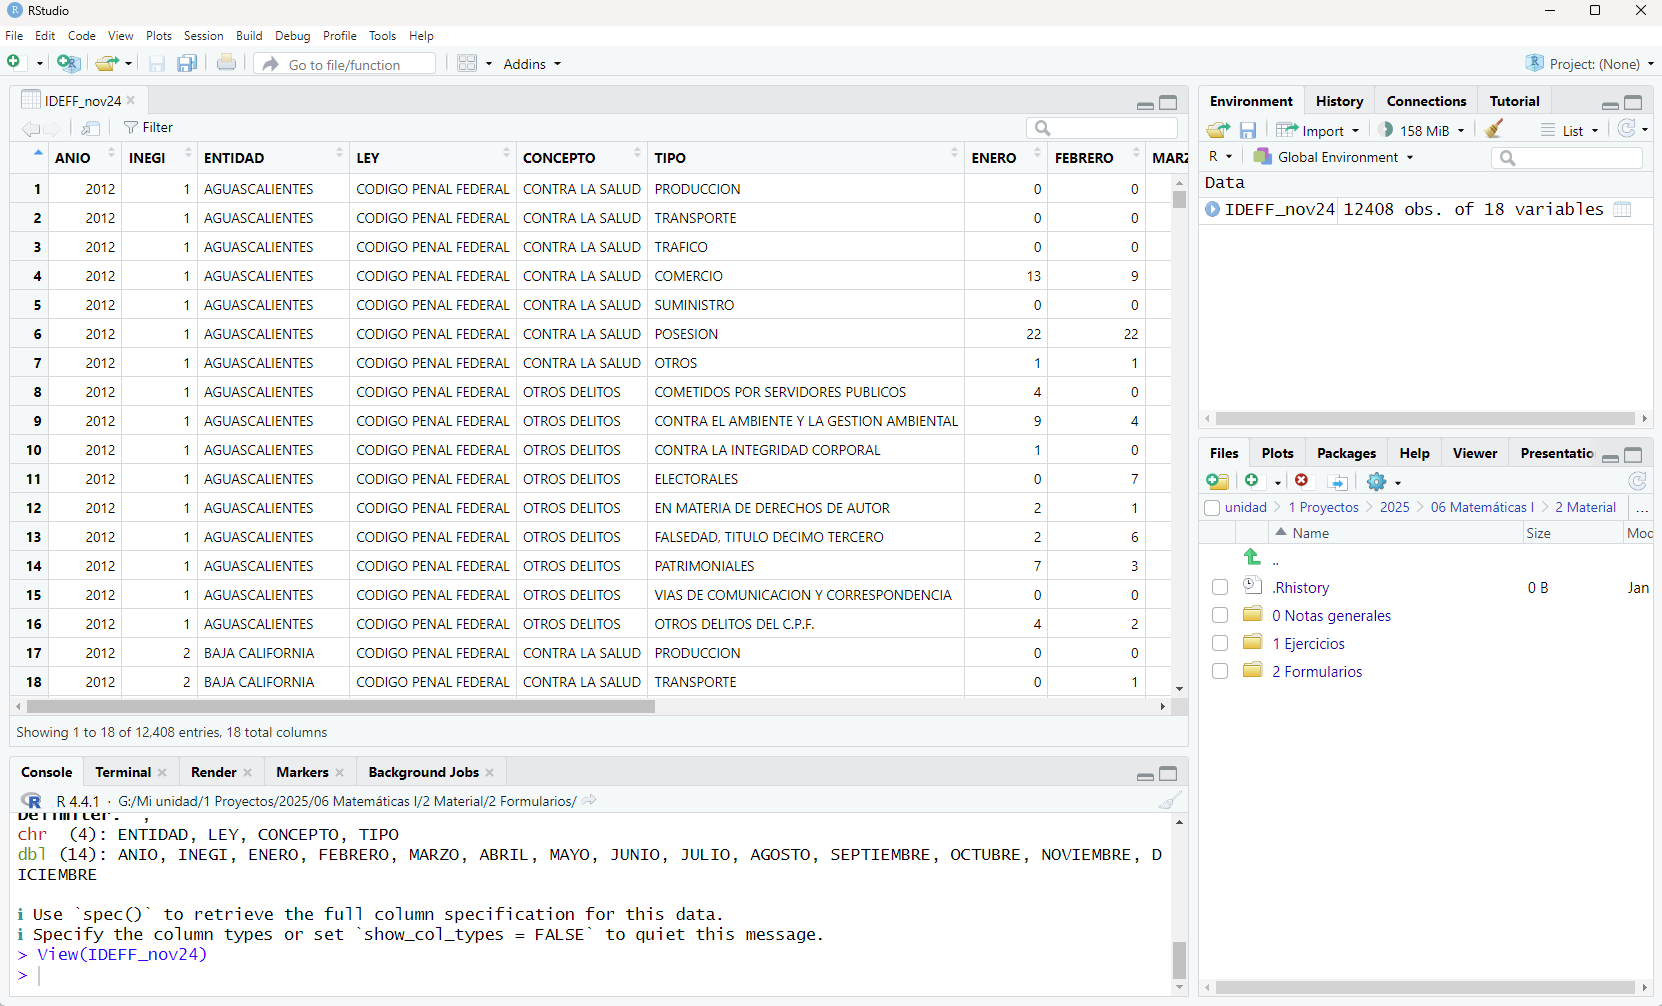 RStudio
File Edit Code View Plots Session Build Debug Profile Tools Help
Go to file/function Addins Project: (None)
IDEFF_nov24
Filter
ANIO INEGI ENTIDAD LEY CONCEPTO TIPO ENERO FEBRERO MARZ
1 2012 1 AGUASCALIENTES CODIGO PENAL FEDERAL CONTRA LA SALUD PRODUCCION 0 0
2 2012 1 AGUASCALIENTES CODIGO PENAL FEDERAL CONTRA LA SALUD TRANSPORTE 0 0
3 2012 1 AGUASCALIENTES CODIGO PENAL FEDERAL CONTRA LA SALUD TRAFICO 0 0
4 2012 1 AGUASCALIENTES CODIGO PENAL FEDERAL CONTRA LA SALUD COMERCIO 13 9
5 2012 1 AGUASCALIENTES CODIGO PENAL FEDERAL CONTRA LA SALUD SUMINISTRO 0 0
6 2012 1 AGUASCALIENTES CODIGO PENAL FEDERAL CONTRA LA SALUD POSESION 22 22
7 2012 1 AGUASCALIENTES CODIGO PENAL FEDERAL CONTRA LA SALUD OTROS 1 1
8 2012 1 AGUASCALIENTES CODIGO PENAL FEDERAL OTROS DELITOS COMETIDOS POR SERVIDORES PUBLICOS 4 0
9 2012 1 AGUASCALIENTES CODIGO PENAL FEDERAL OTROS DELITOS CONTRA EL AMBIENTE Y LA GESTION AMBIENTAL 9 4
10 2012 1 AGUASCALIENTES CODIGO PENAL FEDERAL OTROS DELITOS CONTRA LA INTEGRIDAD CORPORAL 1 0
11 2012 1 AGUASCALIENTES CODIGO PENAL FEDERAL OTROS DELITOS ELECTORALES 0 7
12 2012 1 AGUASCALIENTES CODIGO PENAL FEDERAL OTROS DELITOS EN MATERIA DE DERECHOS DE AUTOR 2 1
13 2012 1 AGUASCALIENTES CODIGO PENAL FEDERAL OTROS DELITOS FALSEDAD, TITULO DECIMO TERCERO 2 6
14 2012 1 AGUASCALIENTES CODIGO PENAL FEDERAL OTROS DELITOS PATRIMONIALES 7 3
15 2012 1 AGUASCALIENTES CODIGO PENAL FEDERAL OTROS DELITOS VIAS DE COMUNICACION Y CORRESPONDENCIA 0 0
16 2012 1 AGUASCALIENTES CODIGO PENAL FEDERAL OTROS DELITOS OTROS DELITOS DEL C.P.F. 4 2
17 2012 2 BAJA CALIFORNIA CODIGO PENAL FEDERAL CONTRA LA SALUD PRODUCCION 0 0
18 2012 2 BAJA CALIFORNIA CODIGO PENAL FEDERAL CONTRA LA SALUD TRANSPORTE 0 1
Showing 1 to 18 of 12,408 entries, 18 total columns
Console Terminal Render Markers Background Jobs
R 4.4.1 · G:/Mi unidad/1 Proyectos/2025/06 Matemáticas I/2 Material/2 Formularios/
Delimiter: ","
chr (4): ENTIDAD, LEY, CONCEPTO, TIPO
dbl (14): ANIO, INEGI, ENERO, FEBRERO, MARZO, ABRIL, MAYO, JUNIO, JULIO, AGOSTO, SEPTIEMBRE, OCTUBRE, NOVIEMBRE, D
ICIEMBRE
ℹ Use `spec()` to retrieve the full column specification for this data.
ℹ Specify the column types or set `show_col_types = FALSE` to quiet this message.
> View(IDEFF_nov24)
>
Environment History Connections Tutorial
Import 158 MiB List
R Global Environment
Data
IDEFF_nov24 12408 obs. of 18 variables
Files Plots Packages Help Viewer Presentatio
unidad > 1 Proyectos > 2025 > 06 Matemáticas I > 2 Material ...
Name Size Moc
..
.Rhistory 0 B Jan
0 Notas generales
1 Ejercicios
2 Formularios